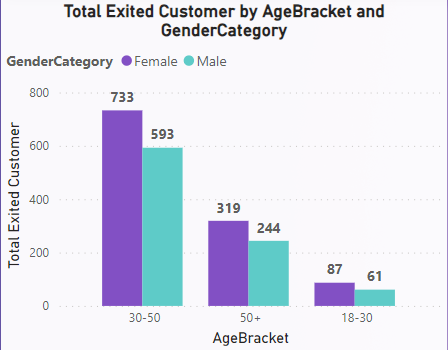 Total Exited Customer by AgeBracket and
GenderCategory
GenderCategory Female Male
Total Exited Customer
800
600
400
200
0
733
593
319
244
87
61
30-50
50+
18-30
AgeBracket